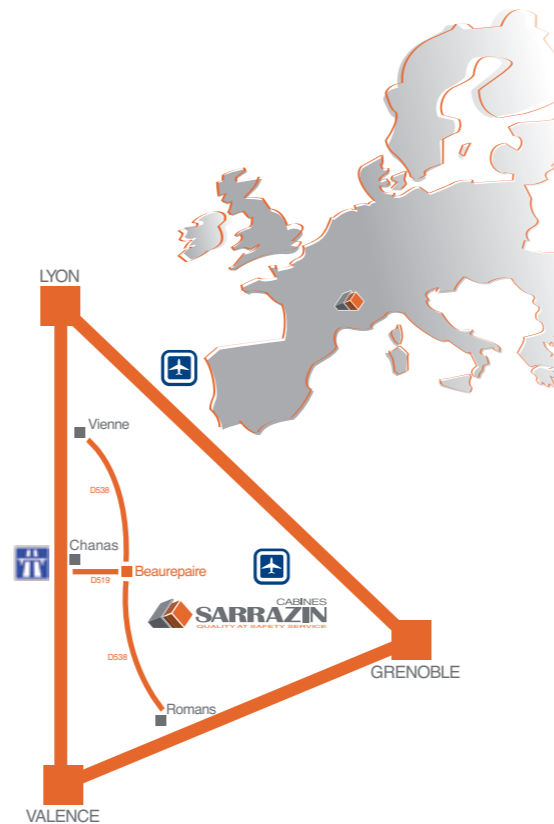 LYON
Vienne
D538
Chanas
D519
Beaurepaire
CABINES
SARRAZIN
QUALITY AT SAFETY SERVICE
D538
GRENOBLE
Romans
VALENCE